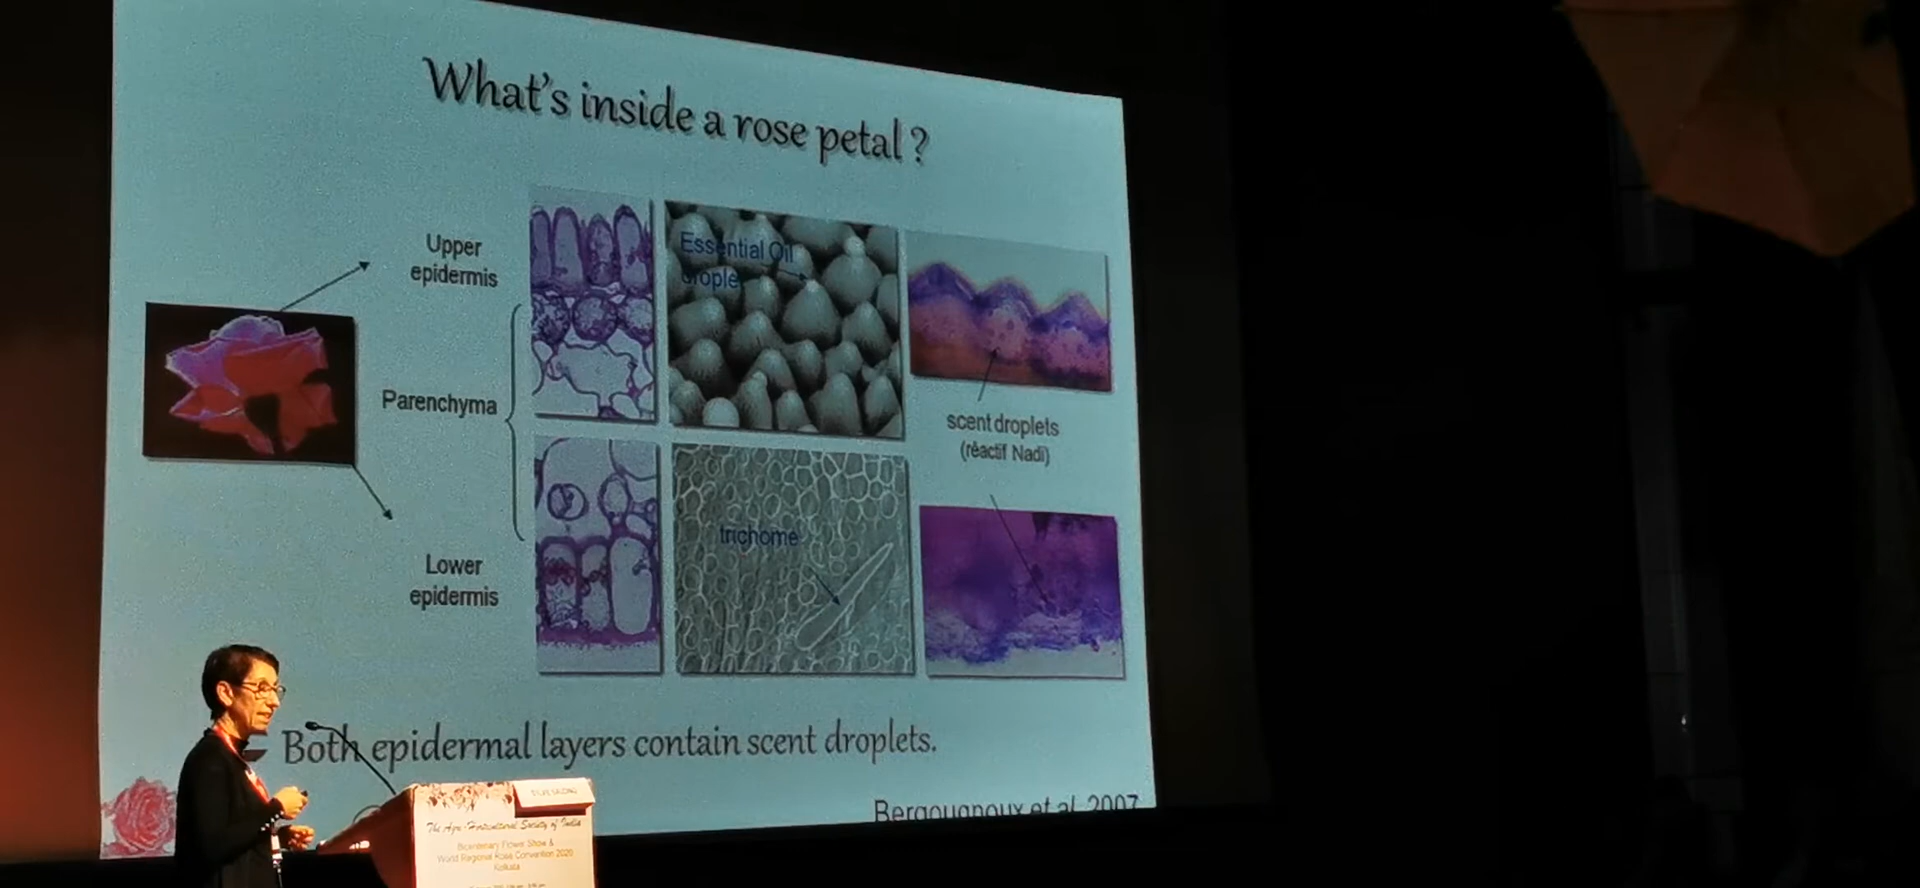 What's inside a rose petal ?
Upper
epidermis
Parenchyma
Lower
epidermis
Essential Oil
trichome
scent droplets
(réactif Nadi)
Both epidermal layers contain scent droplets.
Bergougnoux et al. 2007
The Agri-Horticultural Society of India
Bicentenary Flower Show &
World Regional Rose Convention 2020
Kolkata